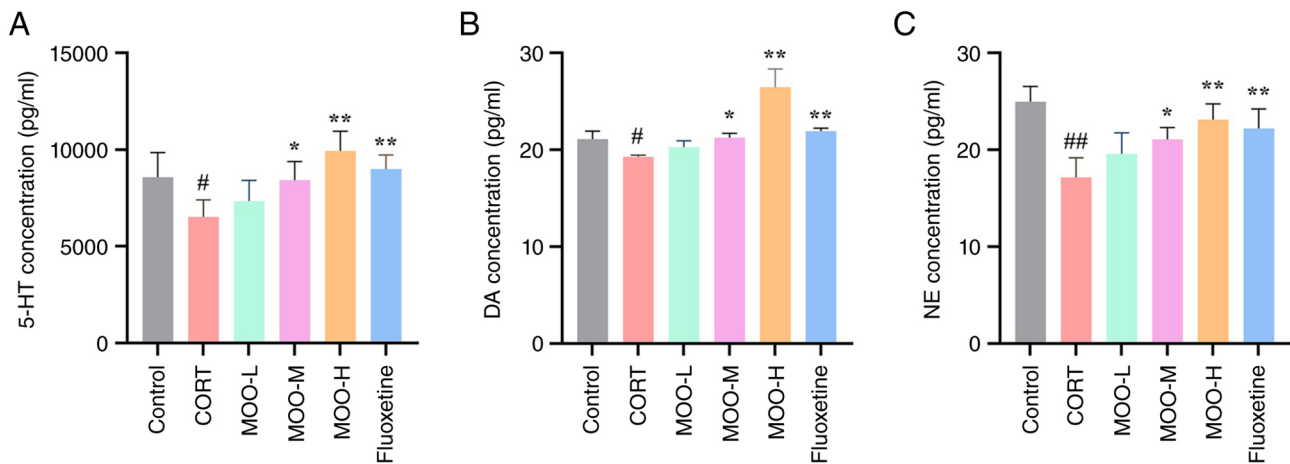 A
5-HT concentration (pg/ml)
15000
10000
5000
0
#
*
**
**
Control
CORT
MOO-L
MOO-M
MOO-H
Fluoxetine
B
DA concentration (pg/ml)
30
20
10
0
#
*
**
**
Control
CORT
MOO-L
MOO-M
MOO-H
Fluoxetine
C
NE concentration (pg/ml)
30
20
10
0
##
*
**
**
Control
CORT
MOO-L
MOO-M
MOO-H
Fluoxetine